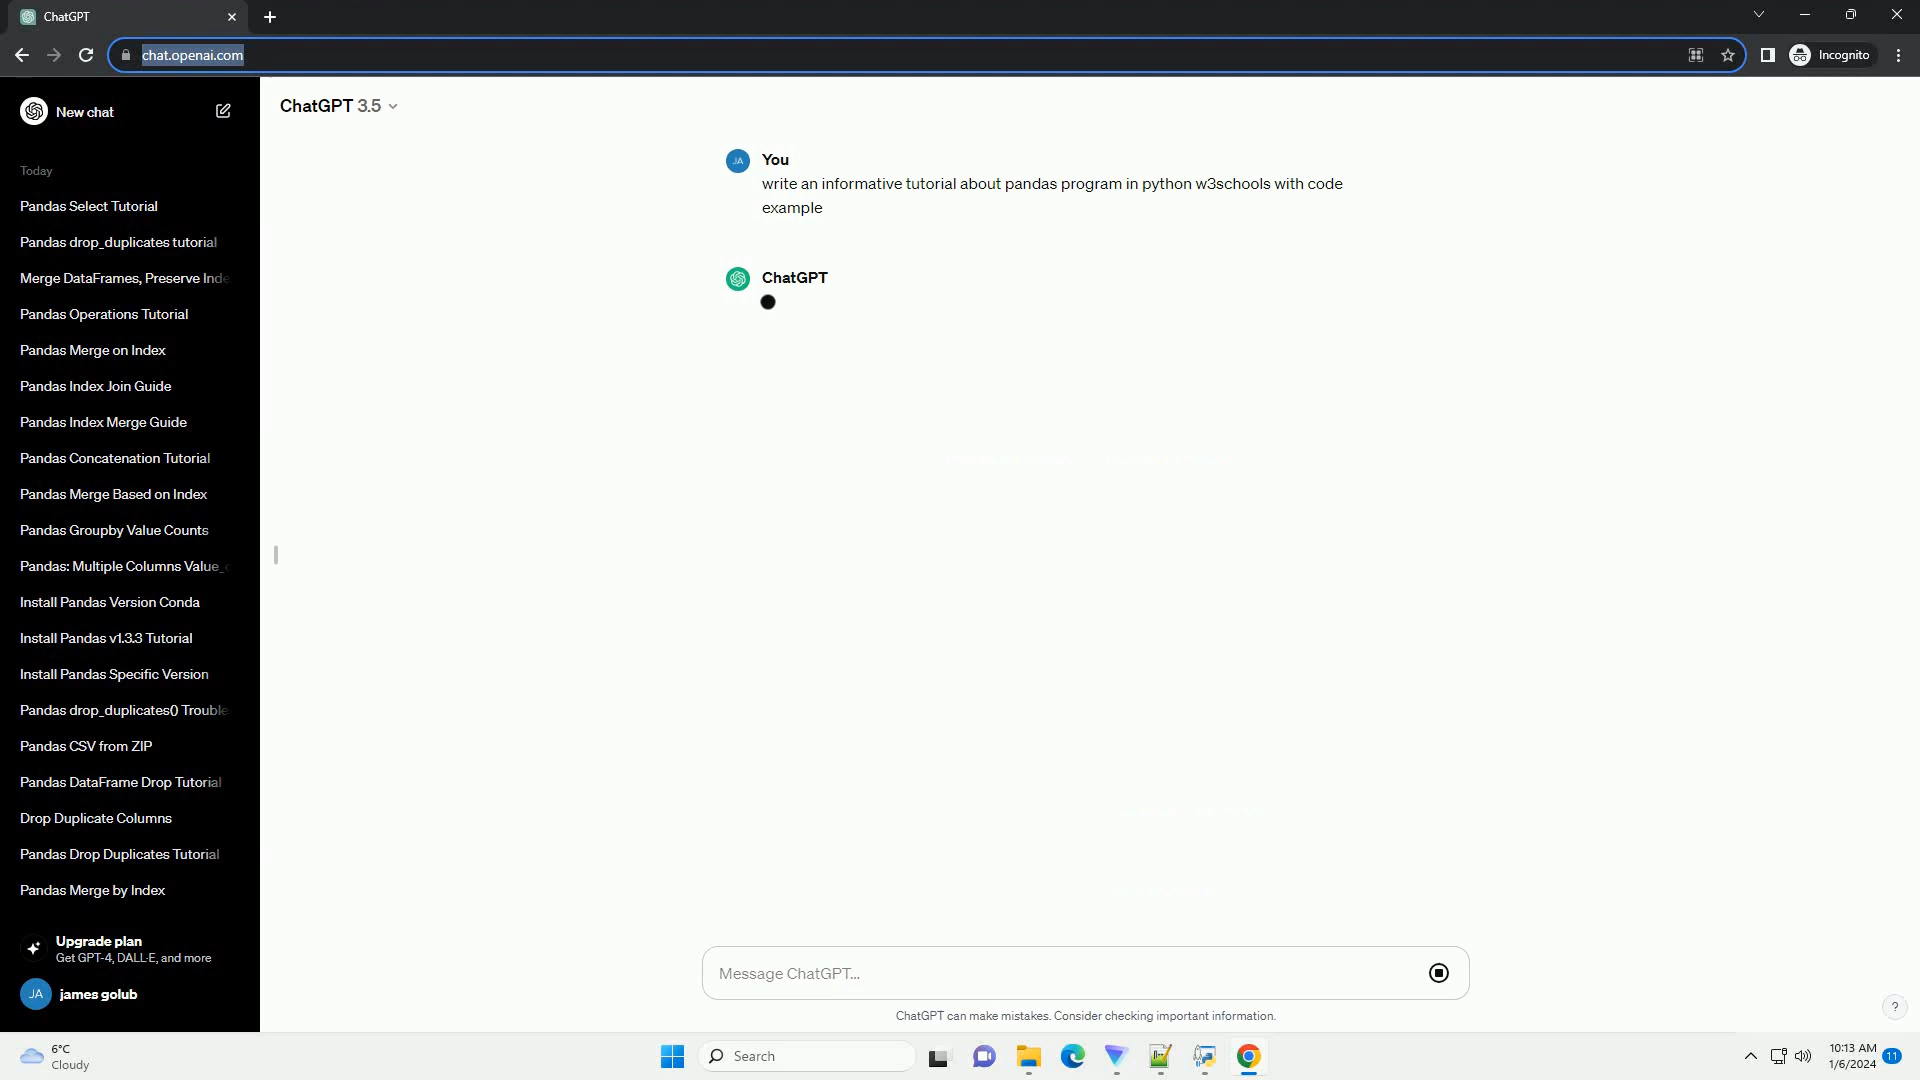 ChatGPT
chat.openai.com
Incognito
New chat
Today
Pandas Select Tutorial
Pandas drop_duplicates tutorial
Merge DataFrames, Preserve Inde
Pandas Operations Tutorial
Pandas Merge on Index
Pandas Index Join Guide
Pandas Index Merge Guide
Pandas Concatenation Tutorial
Pandas Merge Based on Index
Pandas Groupby Value Counts
Pandas: Multiple Columns Value_c
Install Pandas Version Conda
Install Pandas v1.3.3 Tutorial
Install Pandas Specific Version
Pandas drop_duplicates() Trouble
Pandas CSV from ZIP
Pandas DataFrame Drop Tutorial
Drop Duplicate Columns
Pandas Drop Duplicates Tutorial
Pandas Merge by Index
Upgrade plan
Get GPT-4, DALL·E, and more
JA james golub
ChatGPT 3.5
JA You
write an informative tutorial about pandas program in python w3schools with code
example
ChatGPT
Message ChatGPT...
ChatGPT can make mistakes. Consider checking important information.
?
6°C
Cloudy
Search
10:13 AM
1/6/2024
11